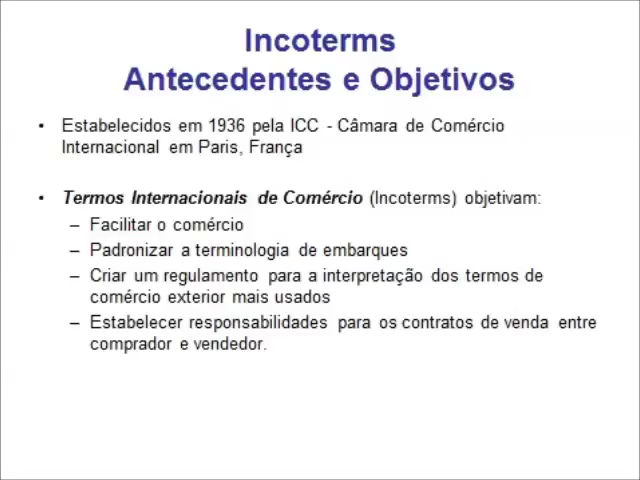 Incoterms
Antecedentes e Objetivos
• Estabelecidos em 1936 pela ICC - Câmara de Comércio
Internacional em Paris, França
• Termos Internacionais de Comércio (Incoterms) objetivam:
– Facilitar o comércio
– Padronizar a terminologia de embarques
– Criar um regulamento para a interpretação dos termos de
comércio exterior mais usados
– Estabelecer responsabilidades para os contratos de venda entre
comprador e vendedor.